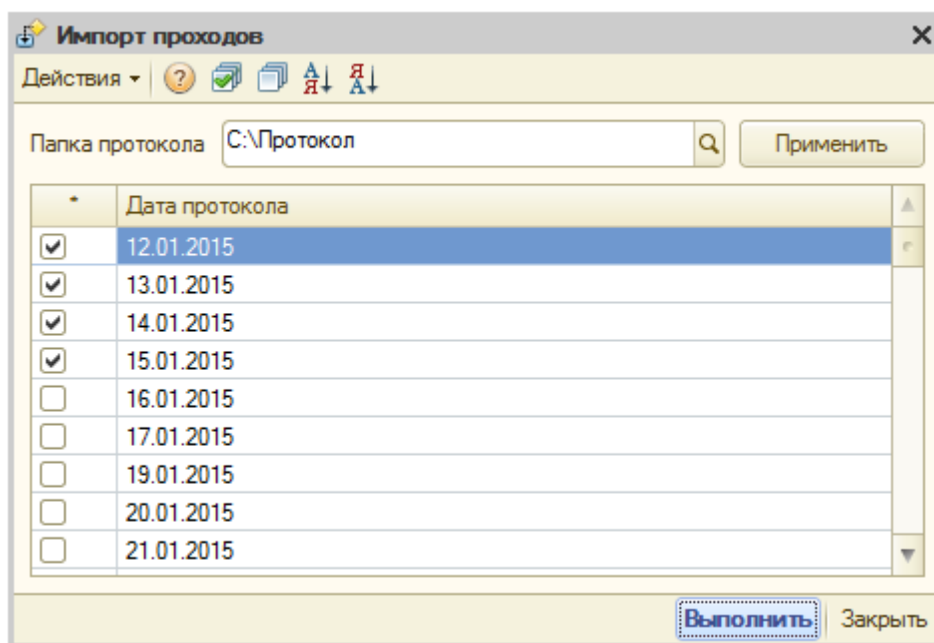 Импорт проходов
Действия
Папка протокола С:\Протокол Применить
* Дата протокола
12.01.2015
13.01.2015
14.01.2015
15.01.2015
16.01.2015
17.01.2015
19.01.2015
20.01.2015
21.01.2015
Выполнить Закрыть